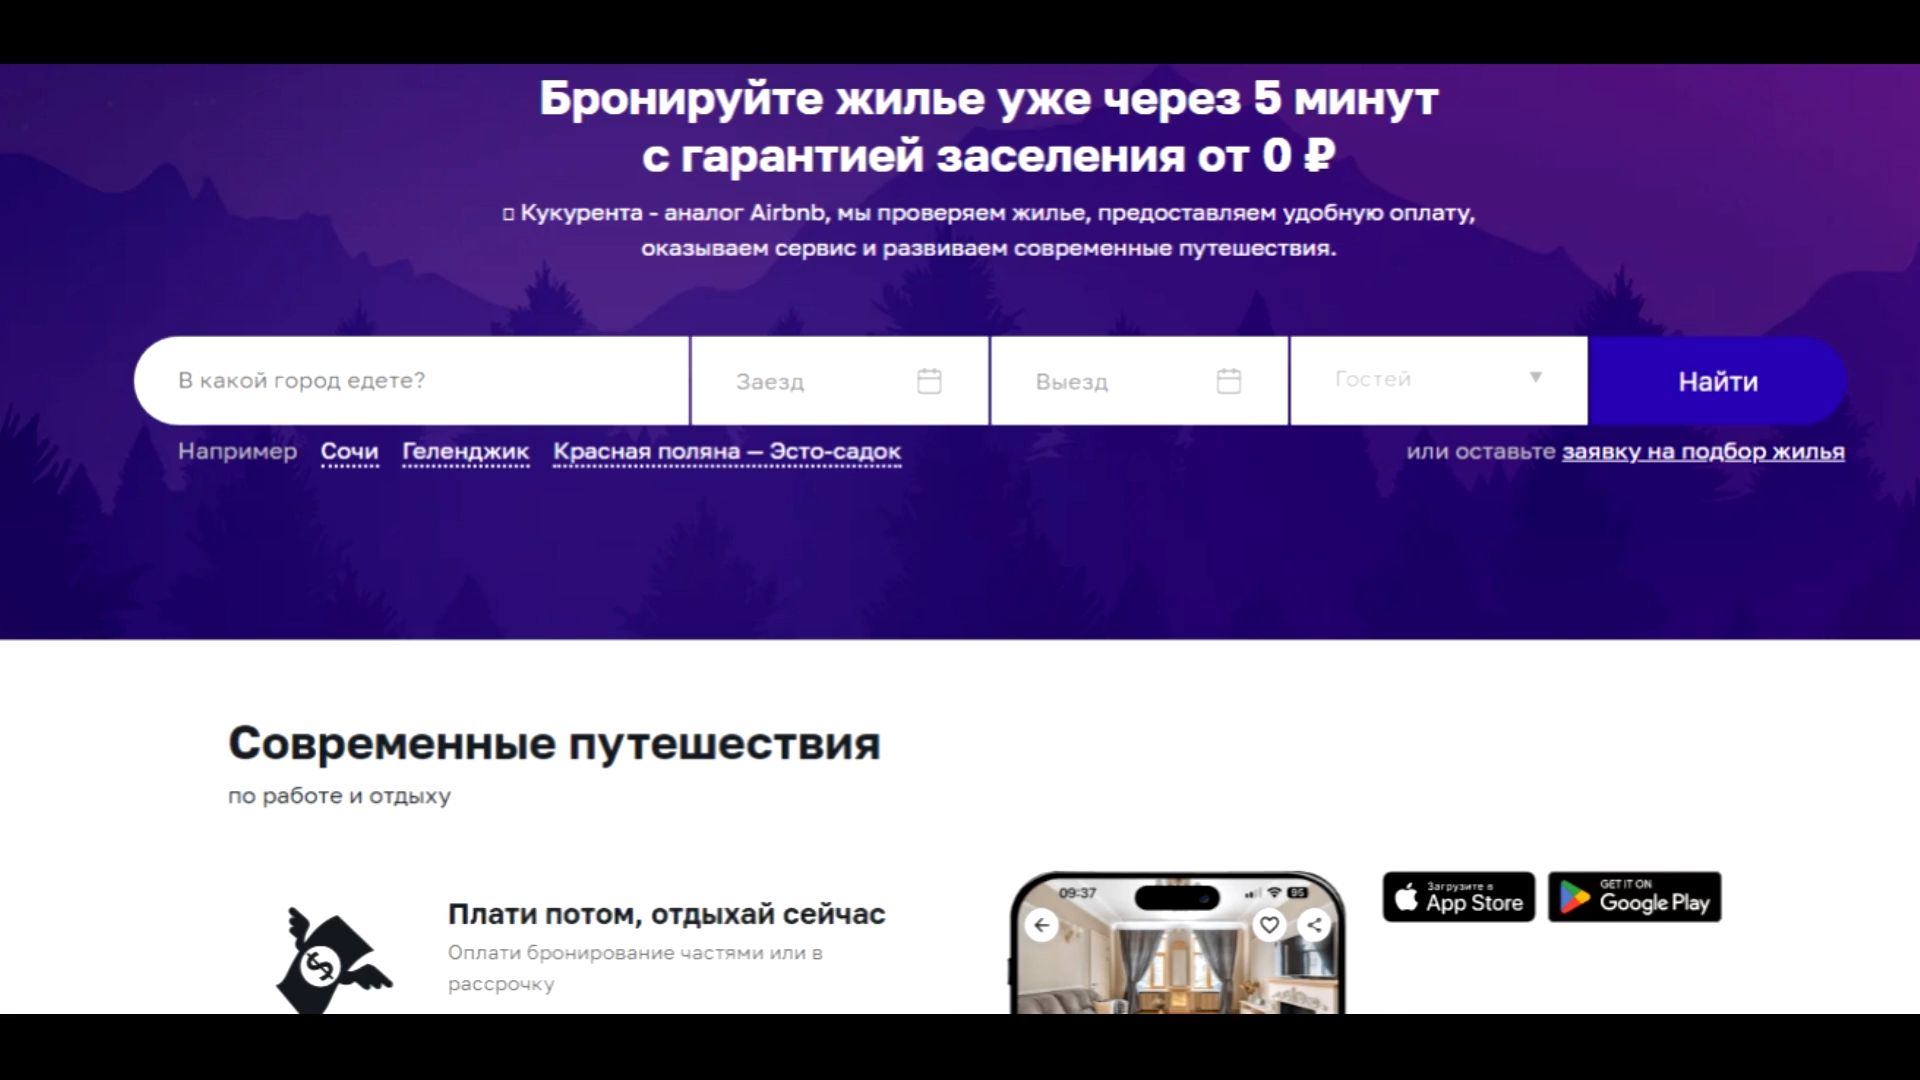 Бронируйте жилье уже через 5 минут
с гарантией заселения от 0 ₽
Кукурента - аналог Airbnb, мы проверяем жилье, предоставляем удобную оплату,
оказываем сервис и развиваем современные путешествия.
В какой город едете?
Заезд
Выезд
Гостей
Найти
Например Сочи Геленджик Красная поляна — Эсто-садок
или оставьте заявку на подбор жилья
Современные путешествия
по работе и отдыху
Плати потом, отдыхай сейчас
Оплати бронирование частями или в
рассрочку
09:37
95
Загрузите в
App Store
GET IT ON
Google Play